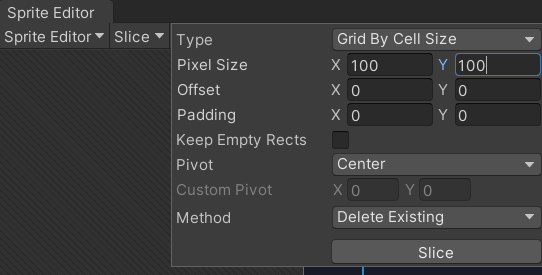 Sprite Editor
Sprite Editor Slice
Type Grid By Cell Size
Pixel Size X 100 Y 100
Offset X 0 Y 0
Padding X 0 Y 0
Keep Empty Rects
Pivot Center
Custom Pivot X 0 Y 0
Method Delete Existing
Slice